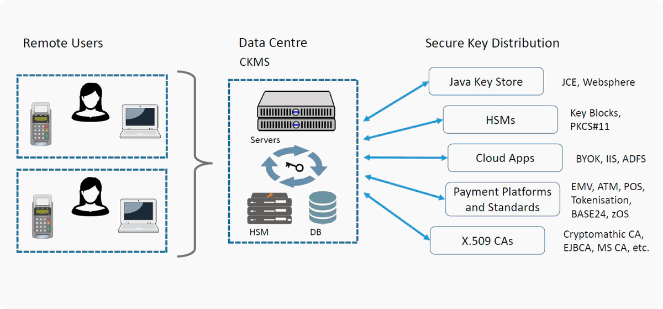 Remote Users
Data Centre
CKMS
Secure Key Distribution
Servers
HSM
DB
Java Key Store
JCE, Websphere
HSMs
Key Blocks,
PKCS#11
Cloud Apps
BYOK, IIS, ADFS
Payment Platforms
and Standards
EMV, ATM, POS,
Tokenisation,
BASE24, zOS
X.509 CAs
Cryptomathic CA,
EJBCA, MS CA, etc.